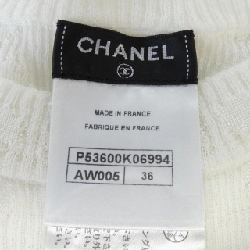 CHANEL
MADE IN FRANCE
FABRIQUE EN FRANCE
P53600K06994
AW005 36